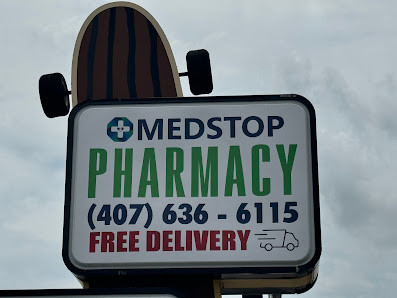 MEDSTOP
PHARMACY
(407) 636 - 6115
FREE DELIVERY